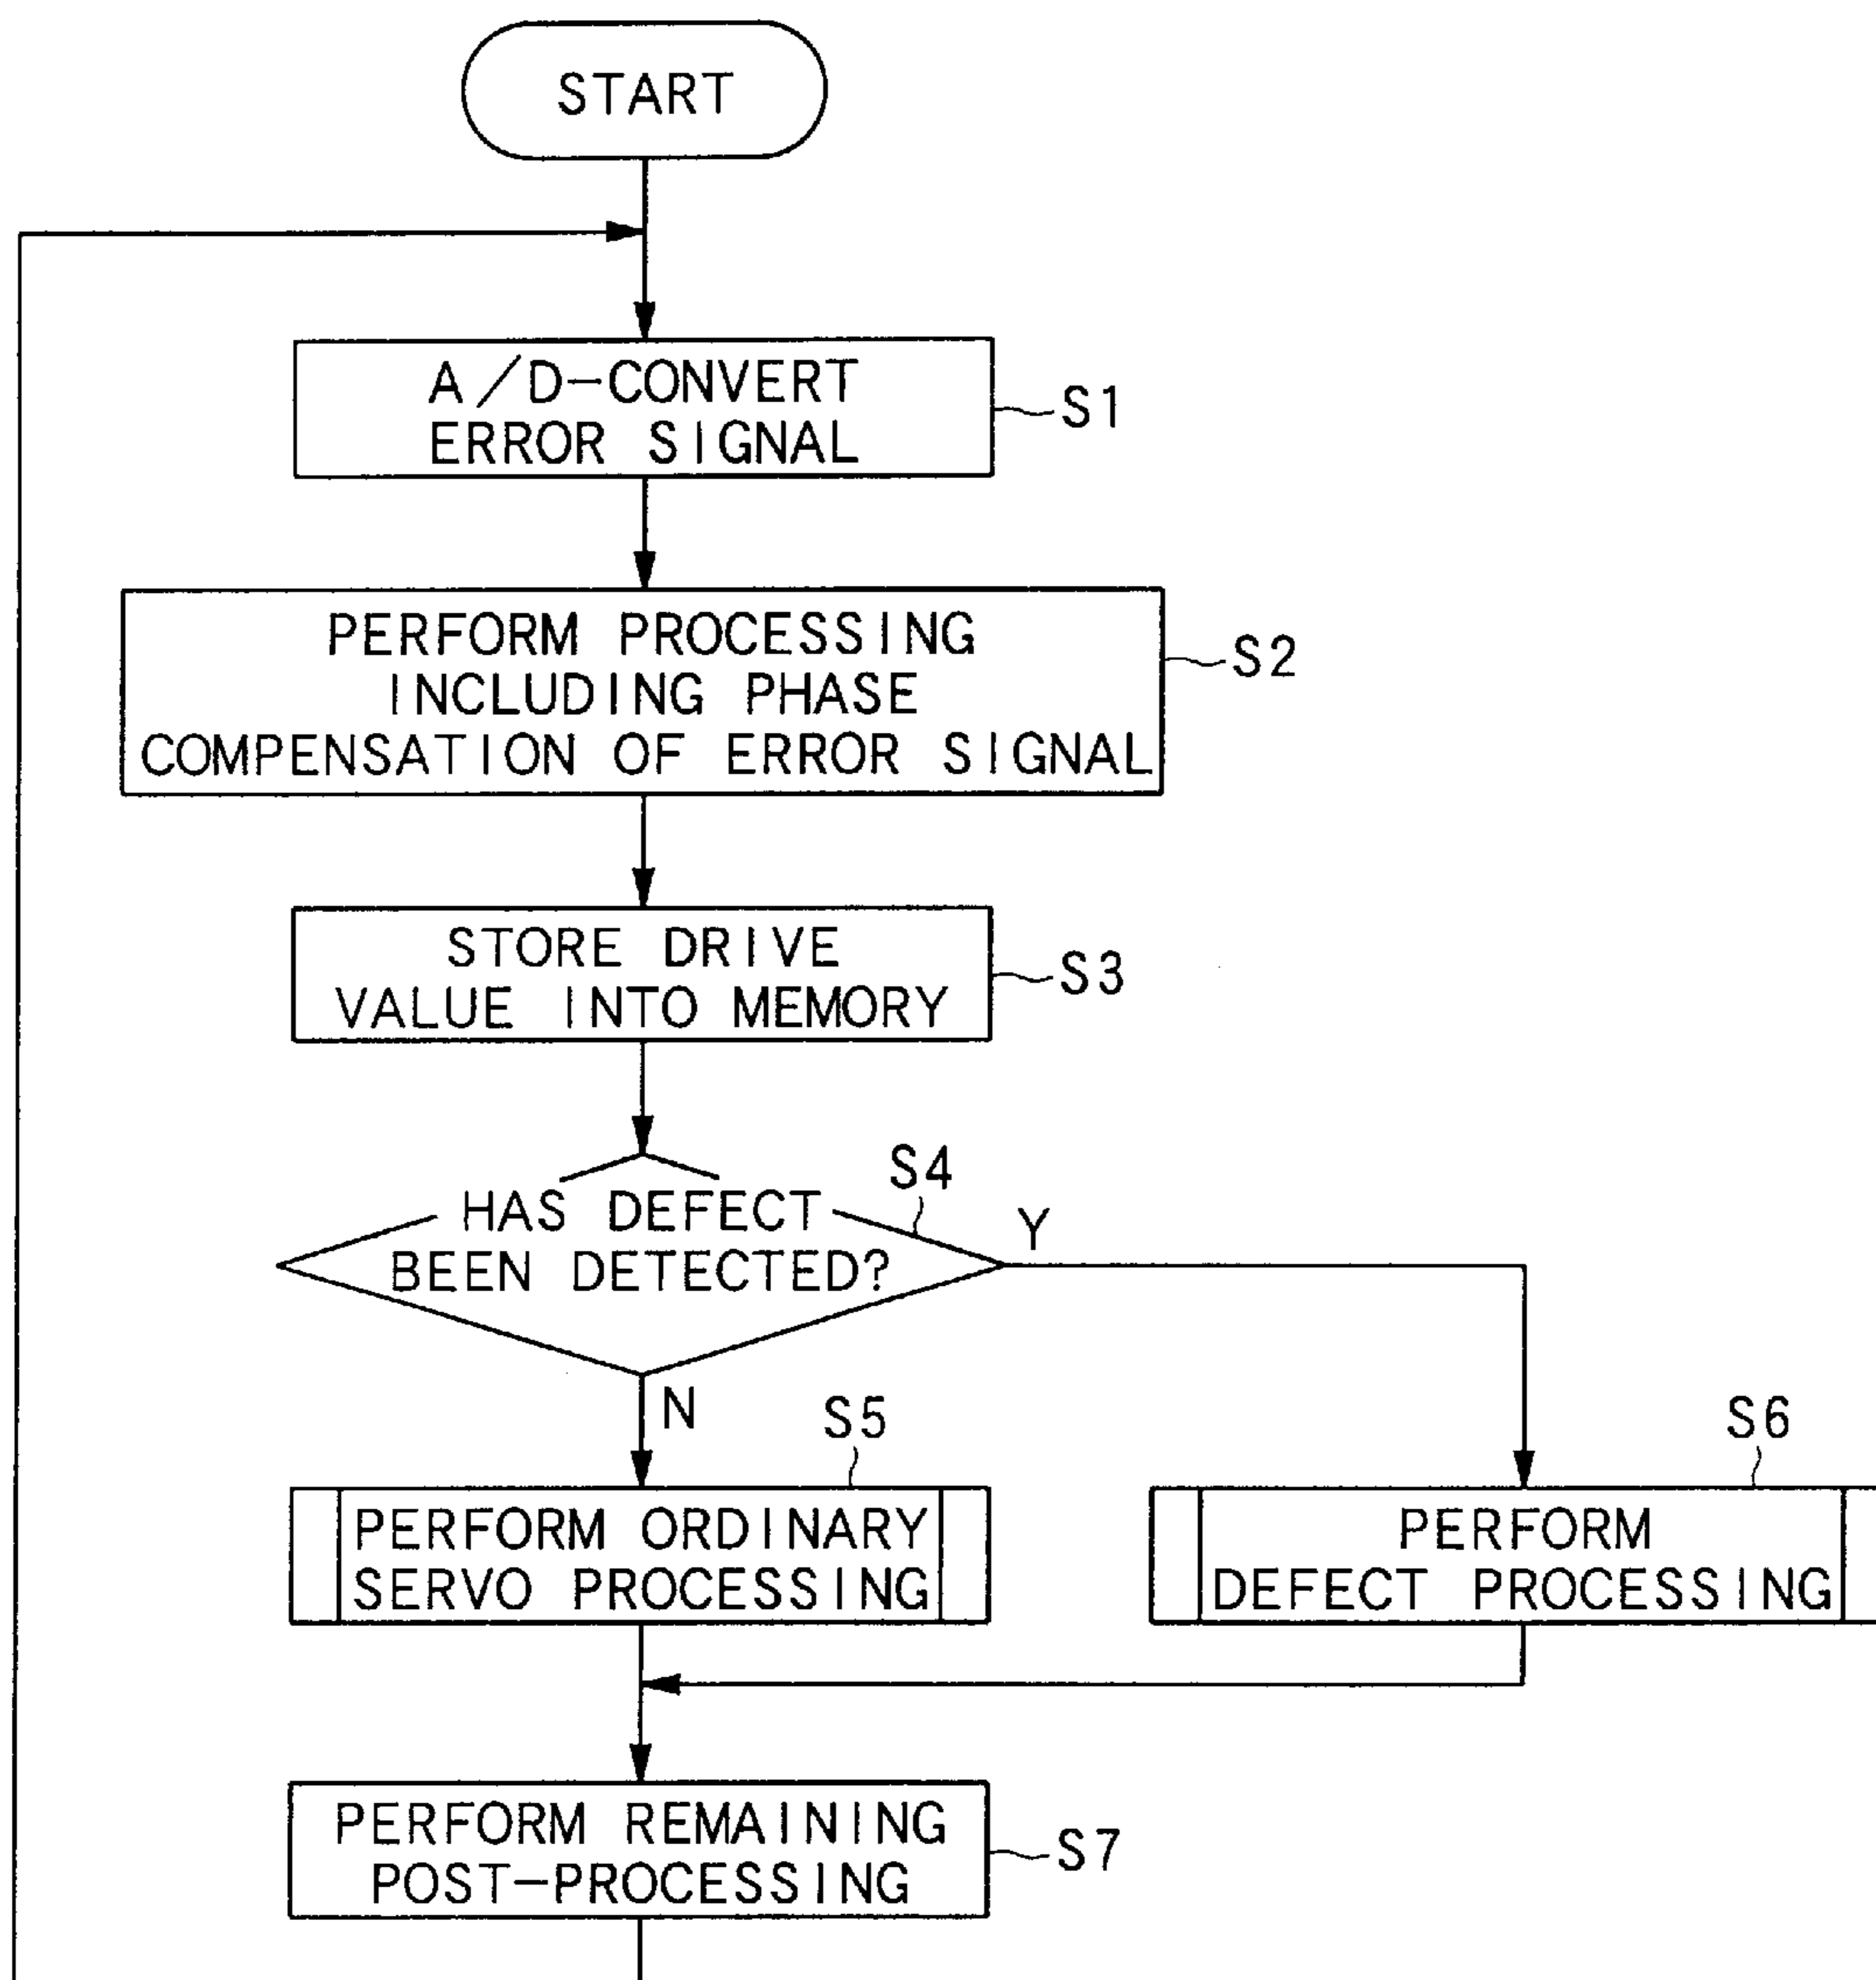 START
A/D-CONVERT
ERROR SIGNAL
S1
PERFORM PROCESSING
INCLUDING PHASE
COMPENSATION OF ERROR SIGNAL
S2
STORE DRIVE
VALUE INTO MEMORY
S3
S4
HAS DEFECT
BEEN DETECTED?
Y
N
S5
PERFORM ORDINARY
SERVO PROCESSING
S6
PERFORM
DEFECT PROCESSING
PERFORM REMAINING
POST-PROCESSING
S7